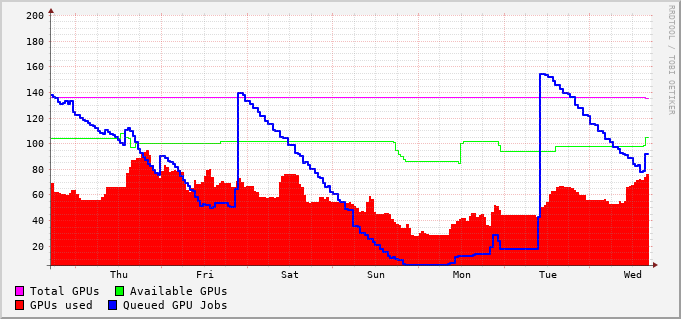 200
180
160
140
120
100
80
60
40
20
Thu Fri Sat Sun Mon Tue Wed
Total GPUs Available GPUs
GPUs used Queued GPU Jobs
RRDTOOL / TOBI OETIKER